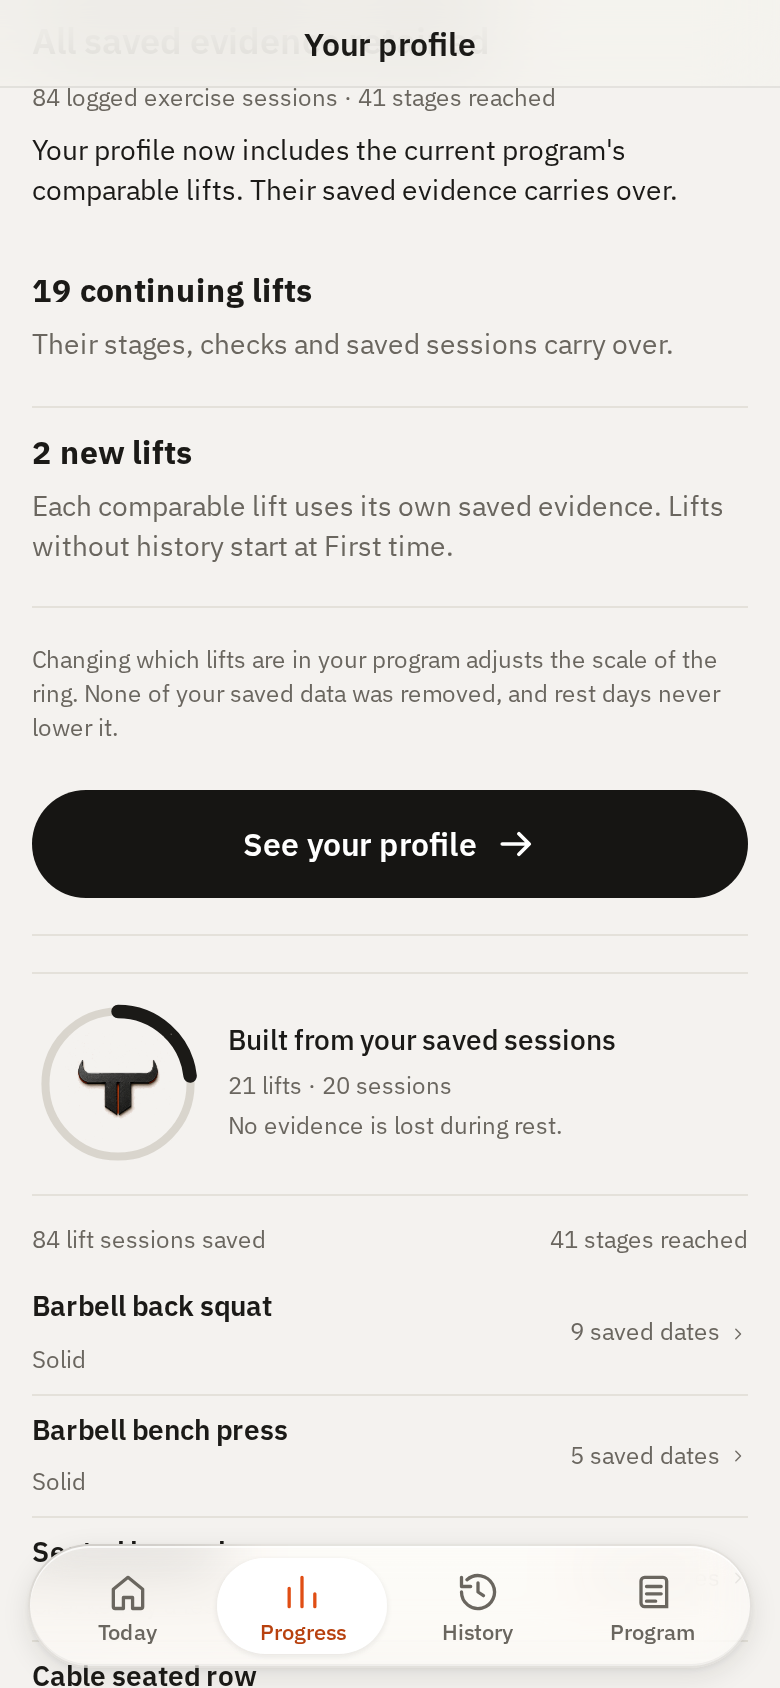 All saved evidence retained
Your profile
84 logged exercise sessions · 41 stages reached
Your profile now includes the current program's
comparable lifts. Their saved evidence carries over.
19 continuing lifts
Their stages, checks and saved sessions carry over.
2 new lifts
Each comparable lift uses its own saved evidence. Lifts
without history start at First time.
Changing which lifts are in your program adjusts the scale of the
ring. None of your saved data was removed, and rest days never
lower it.
See your profile
Built from your saved sessions
21 lifts · 20 sessions
No evidence is lost during rest.
84 lift sessions saved
41 stages reached
Barbell back squat
9 saved dates
Solid
Barbell bench press
5 saved dates
Solid
Today
Progress
History
Program
Cable seated row